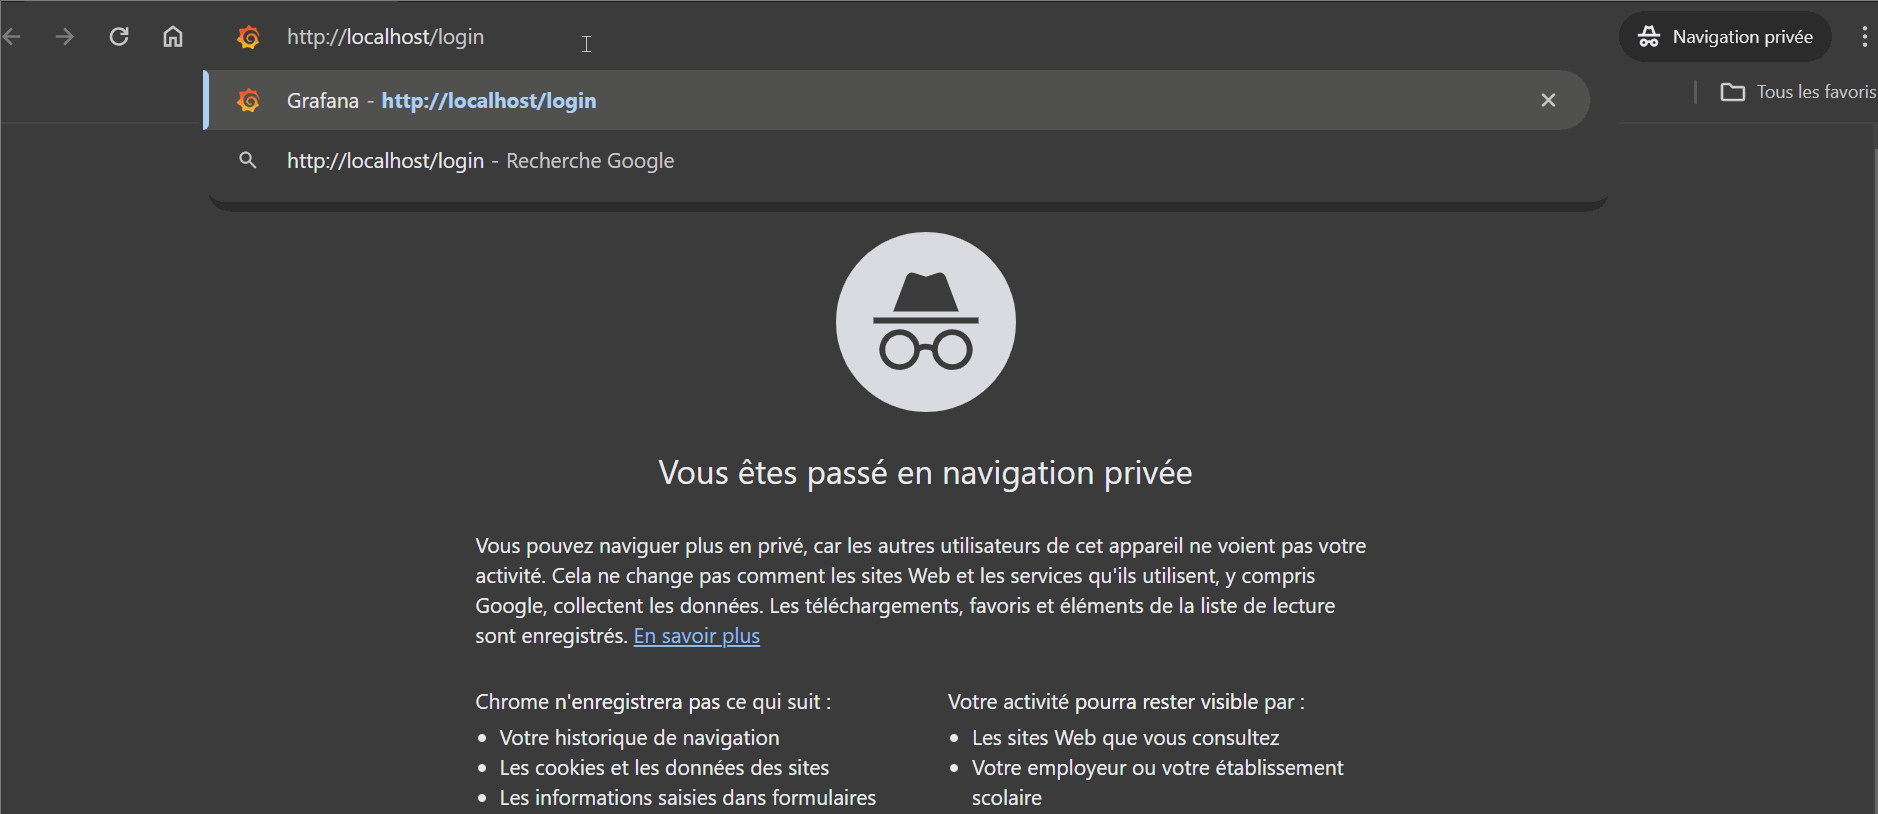 http://localhost/login
Navigation privée
Grafana - http://localhost/login
Tous les favoris
http://localhost/login - Recherche Google
Vous êtes passé en navigation privée
Vous pouvez naviguer plus en privé, car les autres utilisateurs de cet appareil ne voient pas votre
activité. Cela ne change pas comment les sites Web et les services qu'ils utilisent, y compris
Google, collectent les données. Les téléchargements, favoris et éléments de la liste de lecture
sont enregistrés. En savoir plus
Chrome n'enregistrera pas ce qui suit :
• Votre historique de navigation
• Les cookies et les données des sites
• Les informations saisies dans formulaires
Votre activité pourra rester visible par :
• Les sites Web que vous consultez
• Votre employeur ou votre établissement
scolaire